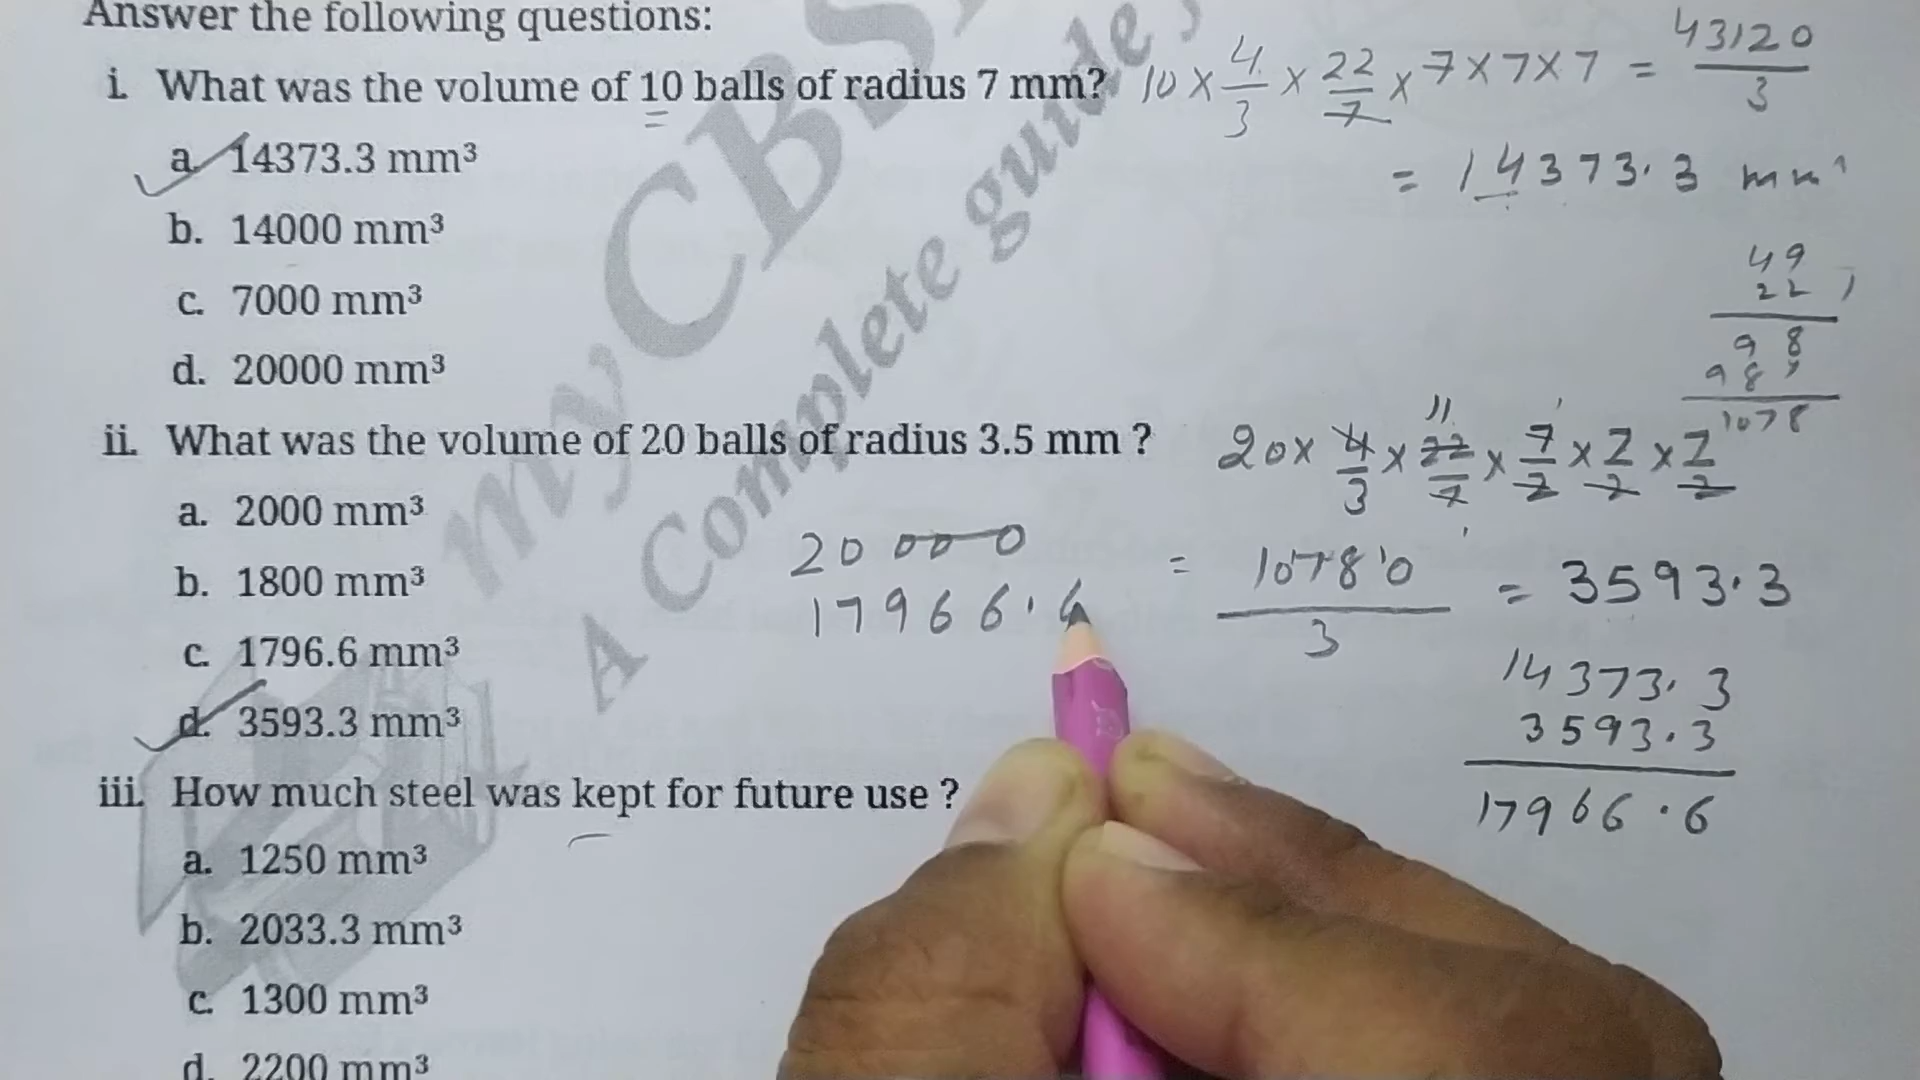 Answer the following questions:
i. What was the volume of 10 balls of radius 7 mm? 10 × 4/3 × 22/7 × 7 × 7 × 7 = 43120/3
a. 14373.3 mm³
= 14373.3 mm
b. 14000 mm³
c. 7000 mm³
d. 20000 mm³
49
22
98
98
1078
ii. What was the volume of 20 balls of radius 3.5 mm ? 20 × 4/3 × 22/7 × 7/2 × 7/2 × 7/2
11
a. 2000 mm³
b. 1800 mm³
c. 1796.6 mm³
d. 3593.3 mm³
= 10780/3 = 3593.3
20000
17966.6
14373.3
3593.3
17966.6
iii. How much steel was kept for future use ?
a. 1250 mm³
b. 2033.3 mm³
c. 1300 mm³
d. 2200 mm³
myCBS
A Complete guide